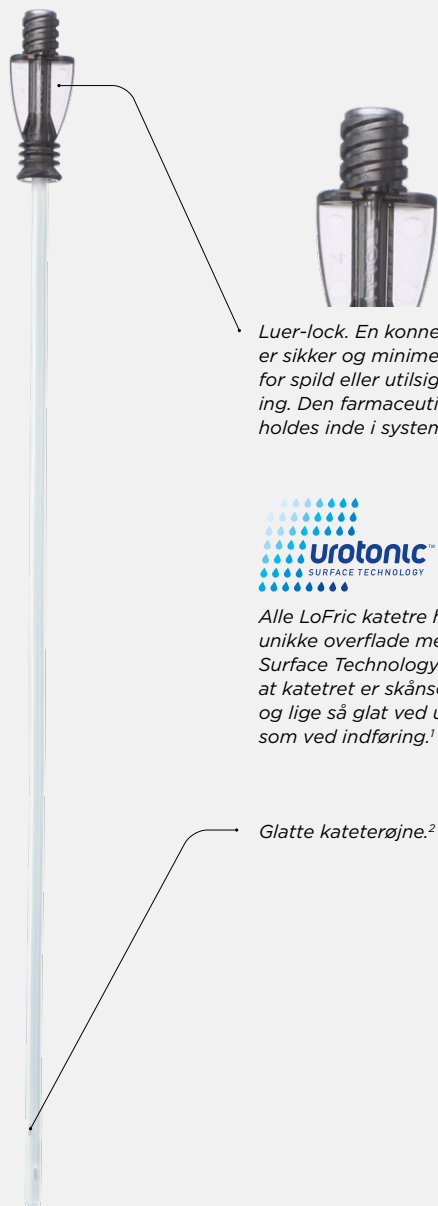 Luer-lock. En konne
er sikker og minime
for spild eller utilsig
ing. Den farmaceuti
holdes inde i system
urotonic™
SURFACE TECHNOLOGY
Alle LoFric katetre h
unikke overflade me
Surface Technology
at katetret er skånso
og lige så glat ved u
som ved indføring.¹
Glatte kateterøjne.²